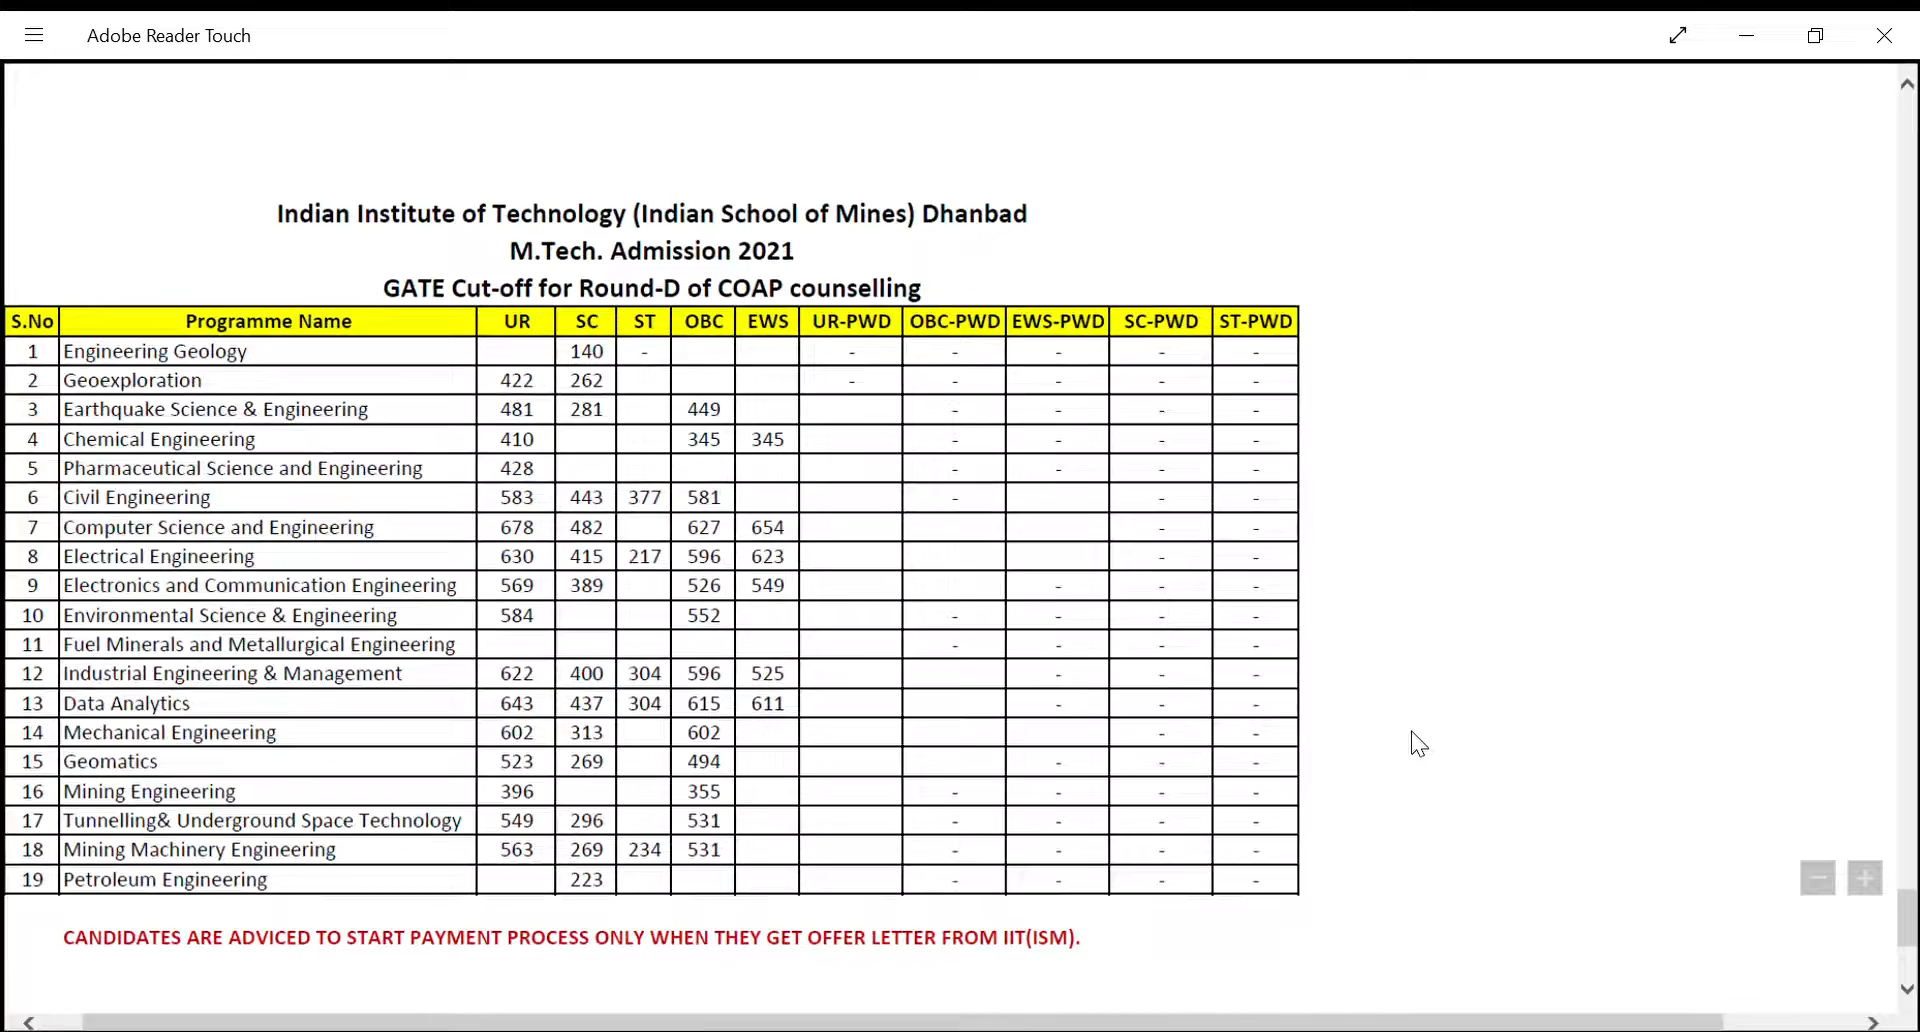 Adobe Reader Touch
Indian Institute of Technology (Indian School of Mines) Dhanbad
M.Tech. Admission 2021
GATE Cut-off for Round-D of COAP counselling
S.No Programme Name UR SC ST OBC EWS UR-PWD OBC-PWD EWS-PWD SC-PWD ST-PWD
1 Engineering Geology 140 - - - - - -
2 Geoexploration 422 262 - - - - -
3 Earthquake Science & Engineering 481 281 449 - - - -
4 Chemical Engineering 410 345 345 - - - -
5 Pharmaceutical Science and Engineering 428 - - - -
6 Civil Engineering 583 443 377 581 - - -
7 Computer Science and Engineering 678 482 627 654 - -
8 Electrical Engineering 630 415 217 596 623 - -
9 Electronics and Communication Engineering 569 389 526 549 - - -
10 Environmental Science & Engineering 584 552 - - - -
11 Fuel Minerals and Metallurgical Engineering - - - -
12 Industrial Engineering & Management 622 400 304 596 525 - - -
13 Data Analytics 643 437 304 615 611 - - -
14 Mechanical Engineering 602 313 602 - -
15 Geomatics 523 269 494 - - -
16 Mining Engineering 396 355 - - - -
17 Tunnelling& Underground Space Technology 549 296 531 - - - -
18 Mining Machinery Engineering 563 269 234 531 - - - -
19 Petroleum Engineering 223 - - - -
CANDIDATES ARE ADVICED TO START PAYMENT PROCESS ONLY WHEN THEY GET OFFER LETTER FROM IIT(ISM).